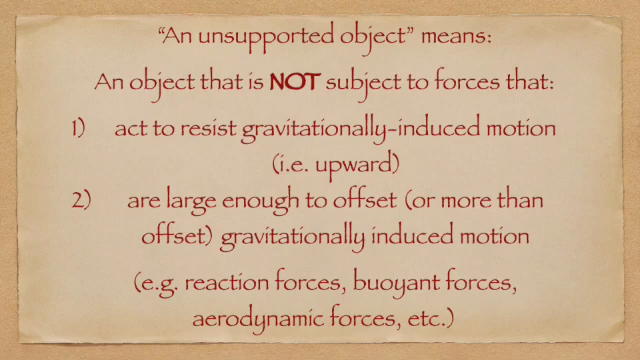 “An unsupported object” means:
An object that is NOT subject to forces that:
1) act to resist gravitationally-induced motion
(i.e. upward)
2) are large enough to offset (or more than
offset) gravitationally induced motion
(e.g. reaction forces, buoyant forces,
aerodynamic forces, etc.)